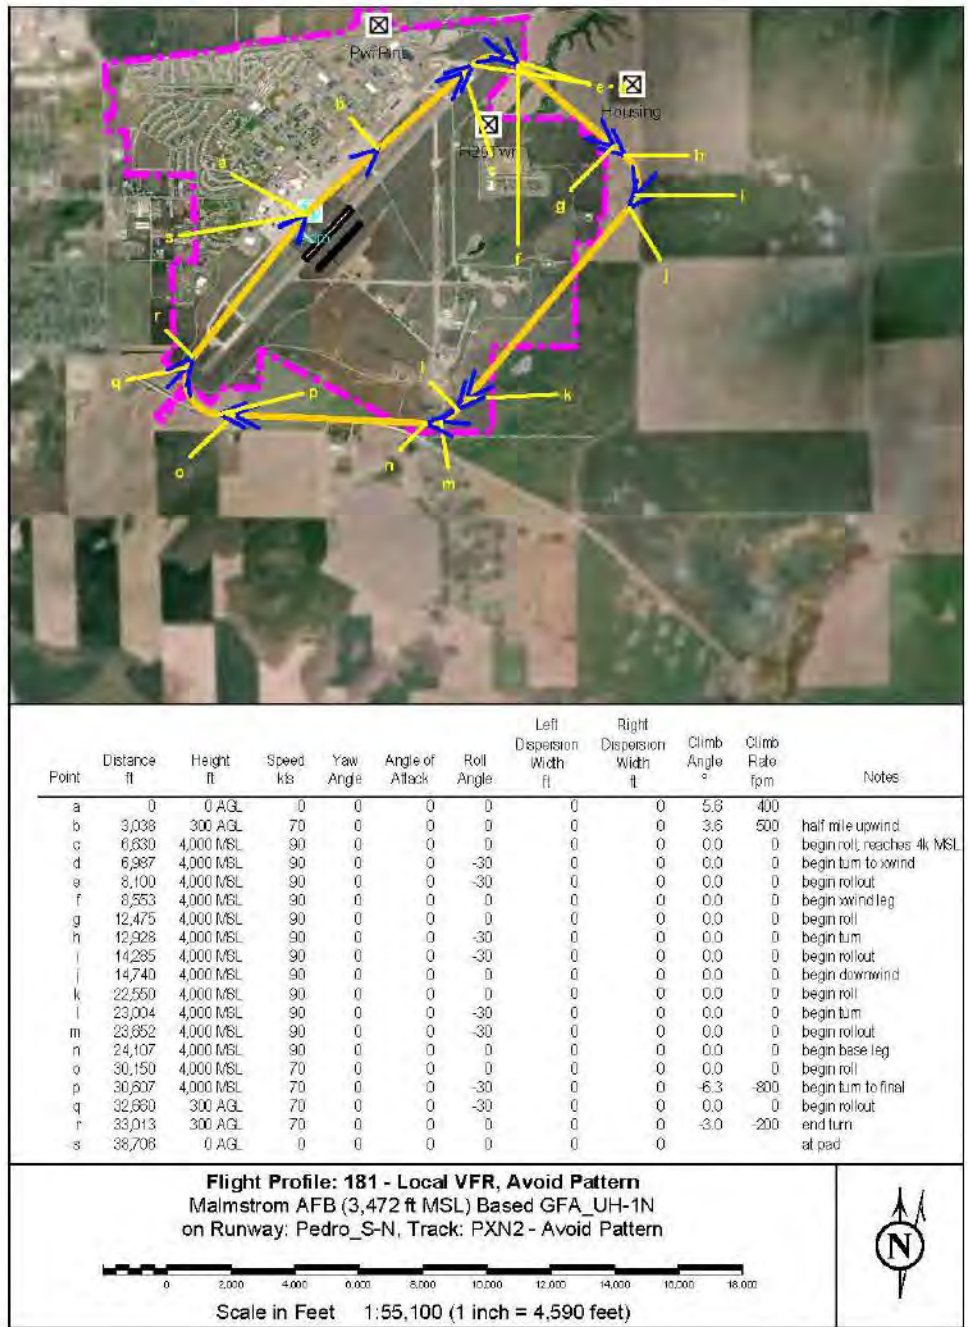 Pwr Plnt
b
e -
Housing
a
c
h
g
i
s
f
j
r
l
q
p
k
o
n
m
Left Right
Dispersion Dispersion Climb Climb
Distance Height Speed Yaw Angle of Roll Width Width Angle Rate
Point ft ft kts Angle Attack Angle ft ft ° fpm Notes
a 0 0 AGL 0 0 0 0 0 0 5.6 400
b 3,038 300 AGL 70 0 0 0 0 0 3.6 500 half mile upwind
c 6,630 4,000 MSL 90 0 0 0 0 0 0.0 0 begin roll, reaches 4k MSL
d 6,987 4,000 MSL 90 0 0 -30 0 0 0.0 0 begin turn to xwind
e 8,100 4,000 MSL 90 0 0 -30 0 0 0.0 0 begin rollout
f 8,553 4,000 MSL 90 0 0 0 0 0 0.0 0 begin xwind leg
g 12,475 4,000 MSL 90 0 0 0 0 0 0.0 0 begin roll
h 12,928 4,000 MSL 90 0 0 -30 0 0 0.0 0 begin turn
i 14,285 4,000 MSL 90 0 0 -30 0 0 0.0 0 begin rollout
j 14,740 4,000 MSL 90 0 0 0 0 0 0.0 0 begin downwind
k 22,550 4,000 MSL 90 0 0 0 0 0 0.0 0 begin roll
l 23,004 4,000 MSL 90 0 0 -30 0 0 0.0 0 begin turn
m 23,652 4,000 MSL 90 0 0 -30 0 0 0.0 0 begin rollout
n 24,107 4,000 MSL 90 0 0 0 0 0 0.0 0 begin base leg
o 30,150 4,000 MSL 70 0 0 0 0 0 0.0 0 begin roll
p 30,607 4,000 MSL 70 0 0 -30 0 0 -6.3 -800 begin turn to final
q 32,660 300 AGL 70 0 0 -30 0 0 0.0 0 begin rollout
r 33,013 300 AGL 70 0 0 0 0 0 -3.0 -200 end turn
s 38,706 0 AGL 0 0 0 0 0 0 at pad
Flight Profile: 181 - Local VFR, Avoid Pattern
Malmstrom AFB (3,472 ft MSL) Based GFA_UH-1N
on Runway: Pedro_S-N, Track: PXN2 - Avoid Pattern
0 2,000 4,000 6,000 8,000 10,000 12,000 14,000 16,000 18,000
Scale in Feet 1:55,100 (1 inch = 4,590 feet)
N